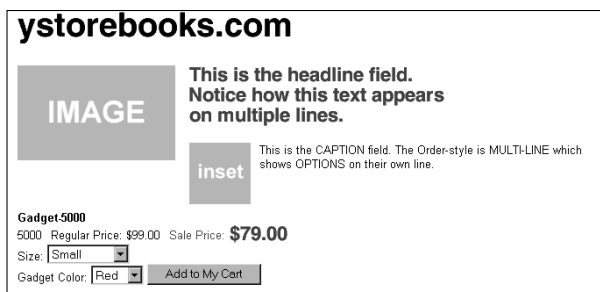 ystorebooks.com
IMAGE
This is the headline field.
Notice how this text appears
on multiple lines.
inset
This is the CAPTION field. The Order-style is MULTI-LINE which
shows OPTIONS on their own line.
Gadget-5000
5000 Regular Price: $99.00 Sale Price: $79.00
Size: Small
Gadget Color: Red Add to My Cart